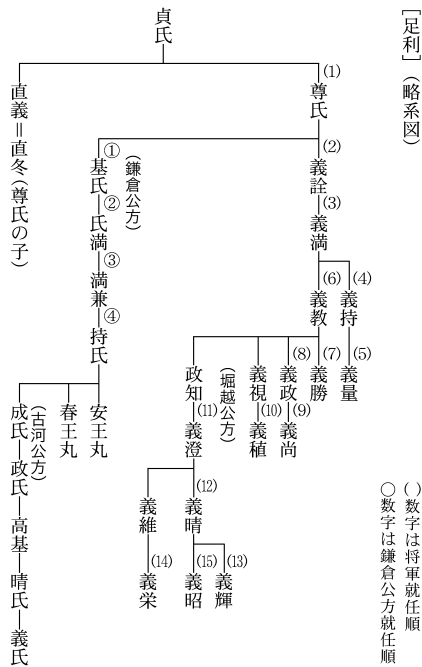 ［足利］（略系図）
貞氏
(1)
尊氏
直義＝直冬（尊氏の子）
(2)
義詮
①
基氏
（鎌倉公方）
(3)
義満
②
氏満
③
満兼
④
持氏
(4)
義持
(5)
義量
(6)
義教
(7)
義勝
(8)
義政
(9)
義尚
義視
(10)
義稙
（堀越公方）
政知
(11)
義澄
安王丸
春王丸
（古河公方）
成氏
政氏
高基
晴氏
義氏
(12)
義晴
義維
(13)
義輝
(15)
義昭
(14)
義栄
( )数字は将軍就任順
○数字は鎌倉公方就任順